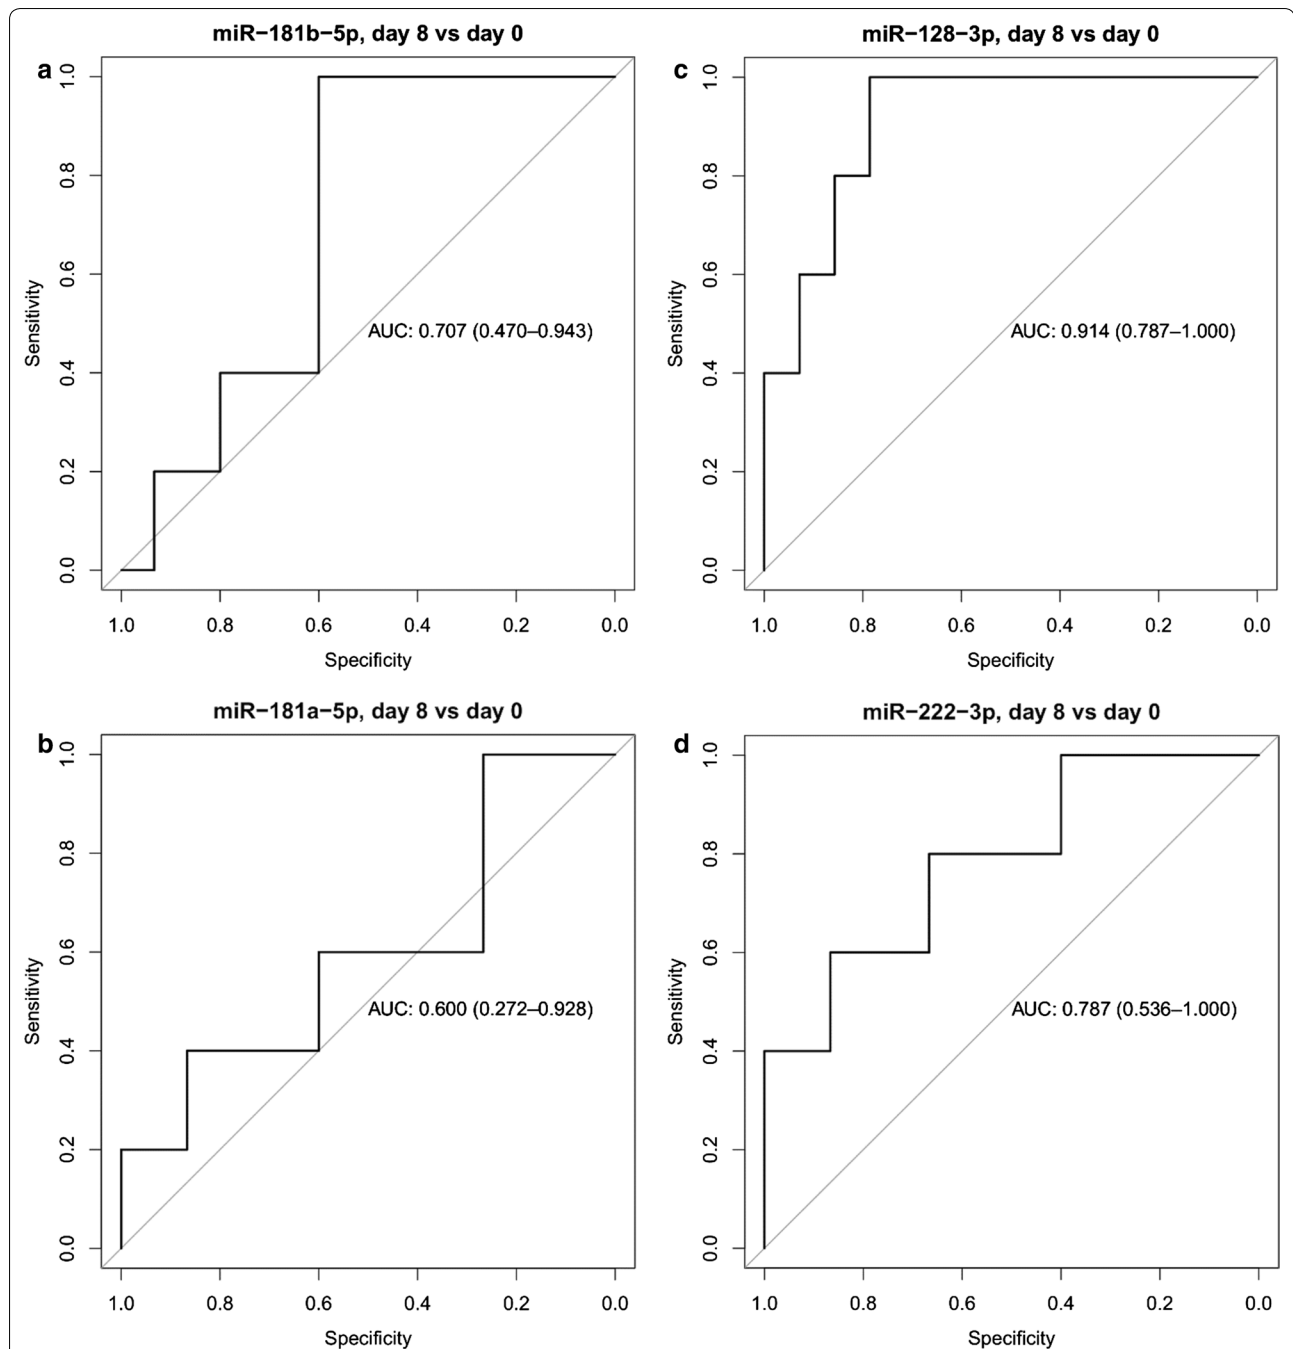 miR−181b−5p, day 8 vs day 0
a
1.0
0.8
0.6
0.4
0.2
0.0
Sensitivity
AUC: 0.707 (0.470–0.943)
1.0 0.8 0.6 0.4 0.2 0.0
Specificity
miR−128−3p, day 8 vs day 0
c
1.0
0.8
0.6
0.4
0.2
0.0
Sensitivity
AUC: 0.914 (0.787–1.000)
1.0 0.8 0.6 0.4 0.2 0.0
Specificity
miR−181a−5p, day 8 vs day 0
b
1.0
0.8
0.6
0.4
0.2
0.0
Sensitivity
AUC: 0.600 (0.272–0.928)
1.0 0.8 0.6 0.4 0.2 0.0
Specificity
miR−222−3p, day 8 vs day 0
d
1.0
0.8
0.6
0.4
0.2
0.0
Sensitivity
AUC: 0.787 (0.536–1.000)
1.0 0.8 0.6 0.4 0.2 0.0
Specificity